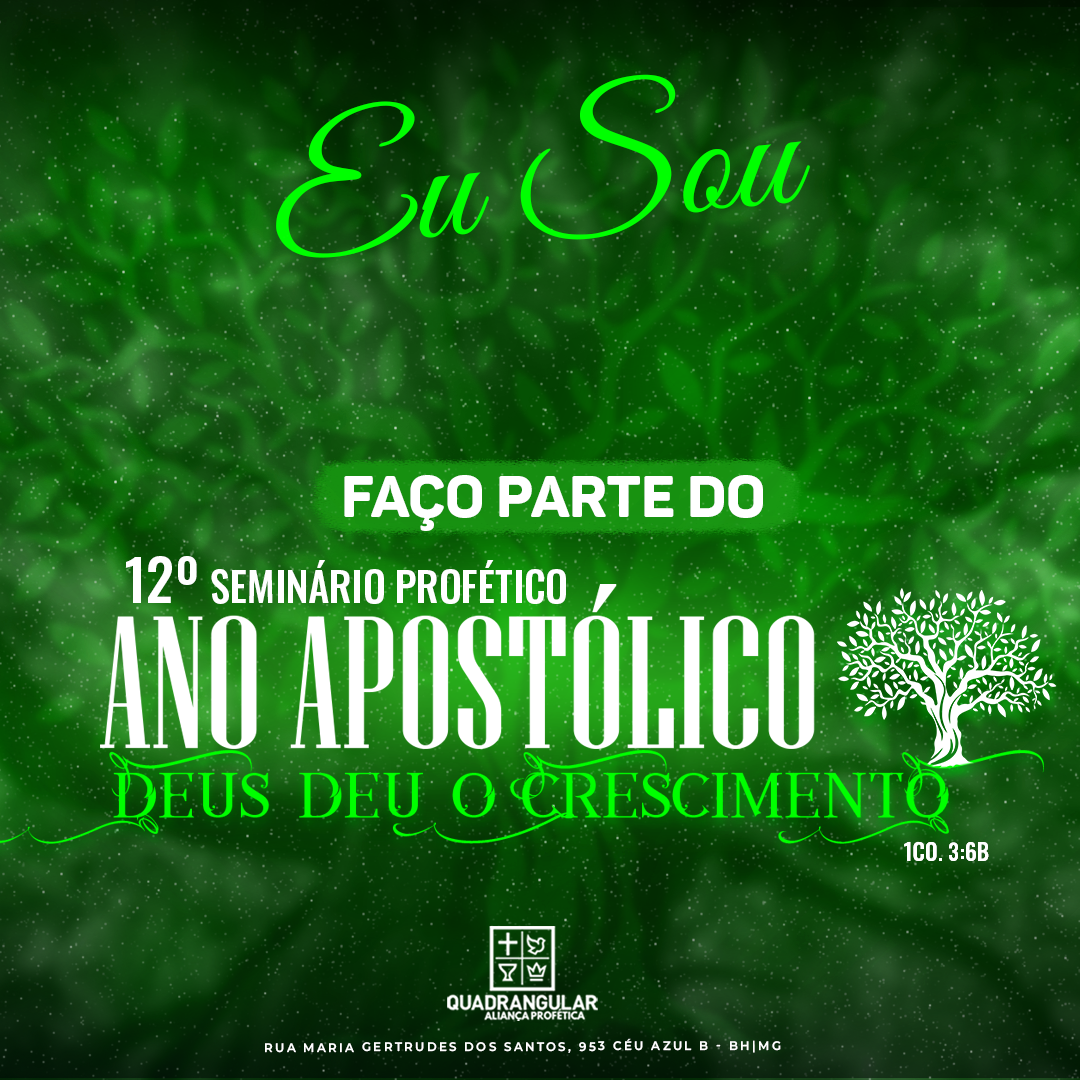 Eu Sou
FAÇO PARTE DO
12º SEMINÁRIO PROFÉTICO
ANO APOSTÓLICO
DEUS DEU O CRESCIMENTO
1CO. 3:6B
QUADRANGULAR
ALIANÇA PROFÉTICA
RUA MARIA GERTRUDES DOS SANTOS, 953 CÉU AZUL B - BH|MG